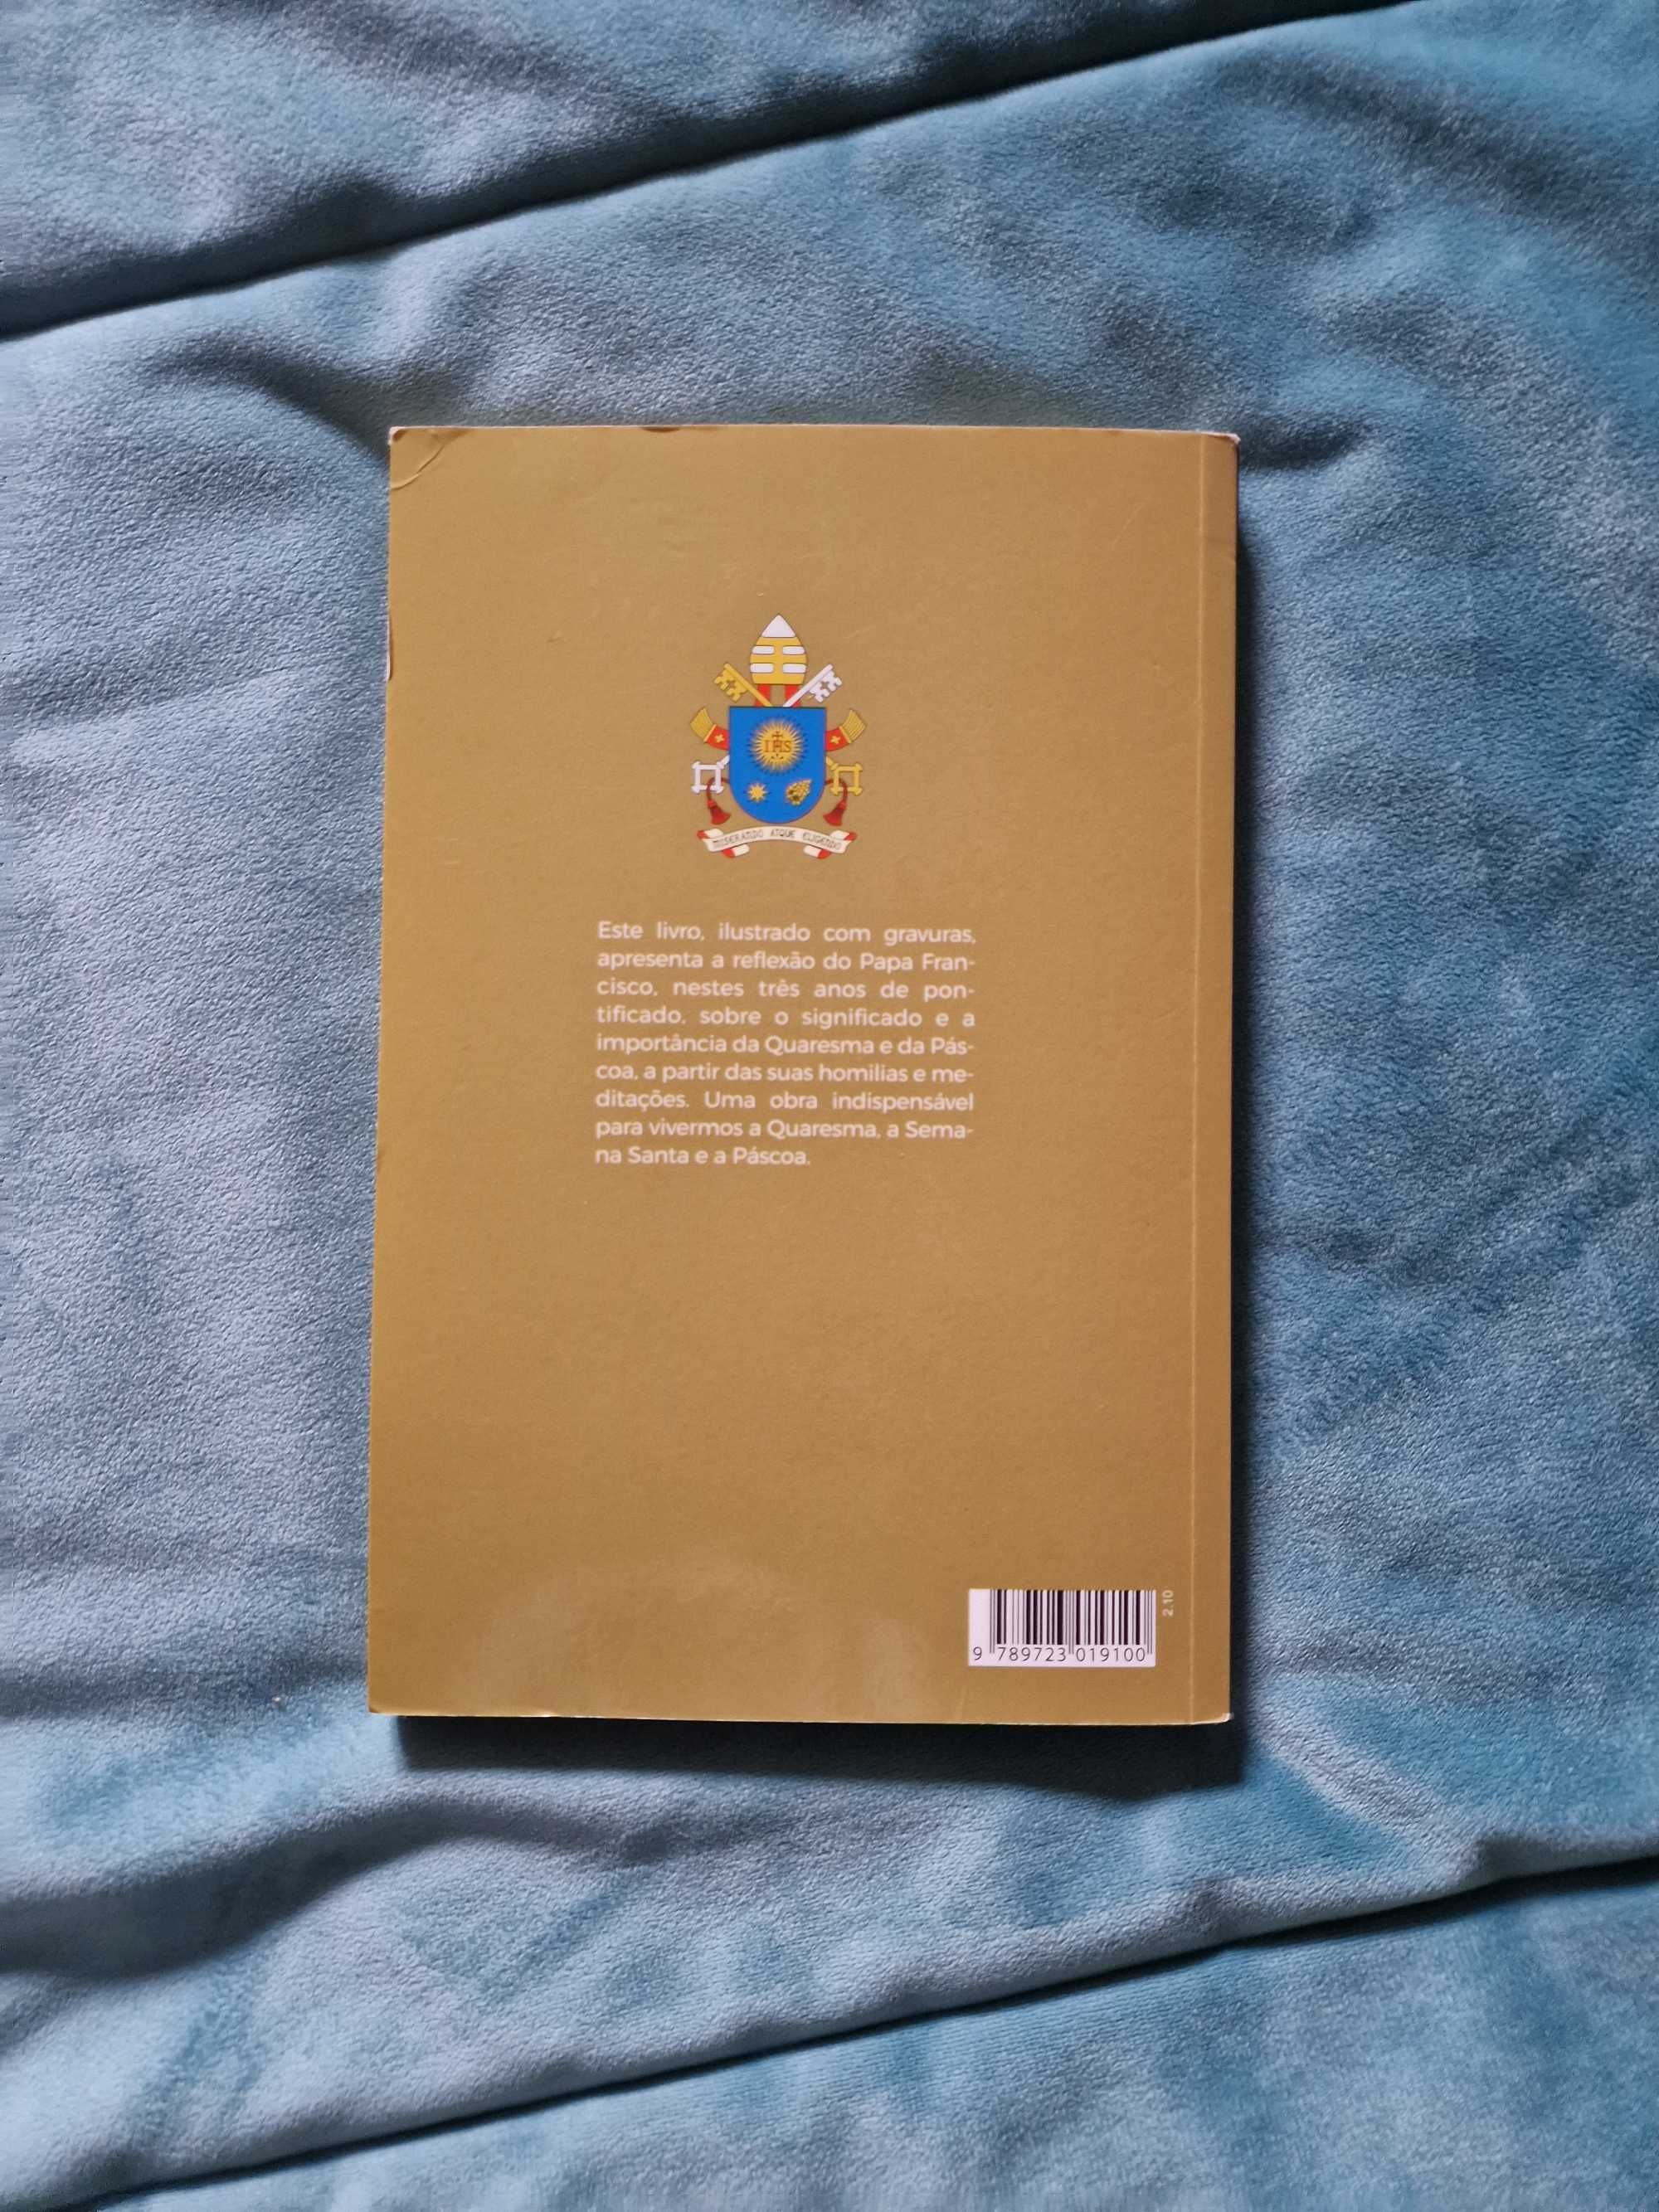 IHS
MISERANDO ATQUE ELIGENDO
Este livro, ilustrado com gravuras,
apresenta a reflexão do Papa Fran-
cisco, nestes três anos de pon-
tificado, sobre o significado e a
importância da Quaresma e da Pás-
coa, a partir das suas homilias e me-
ditações. Uma obra indispensável
para vivermos a Quaresma, a Sema-
na Santa e a Páscoa.
2.10
9 789723 019100